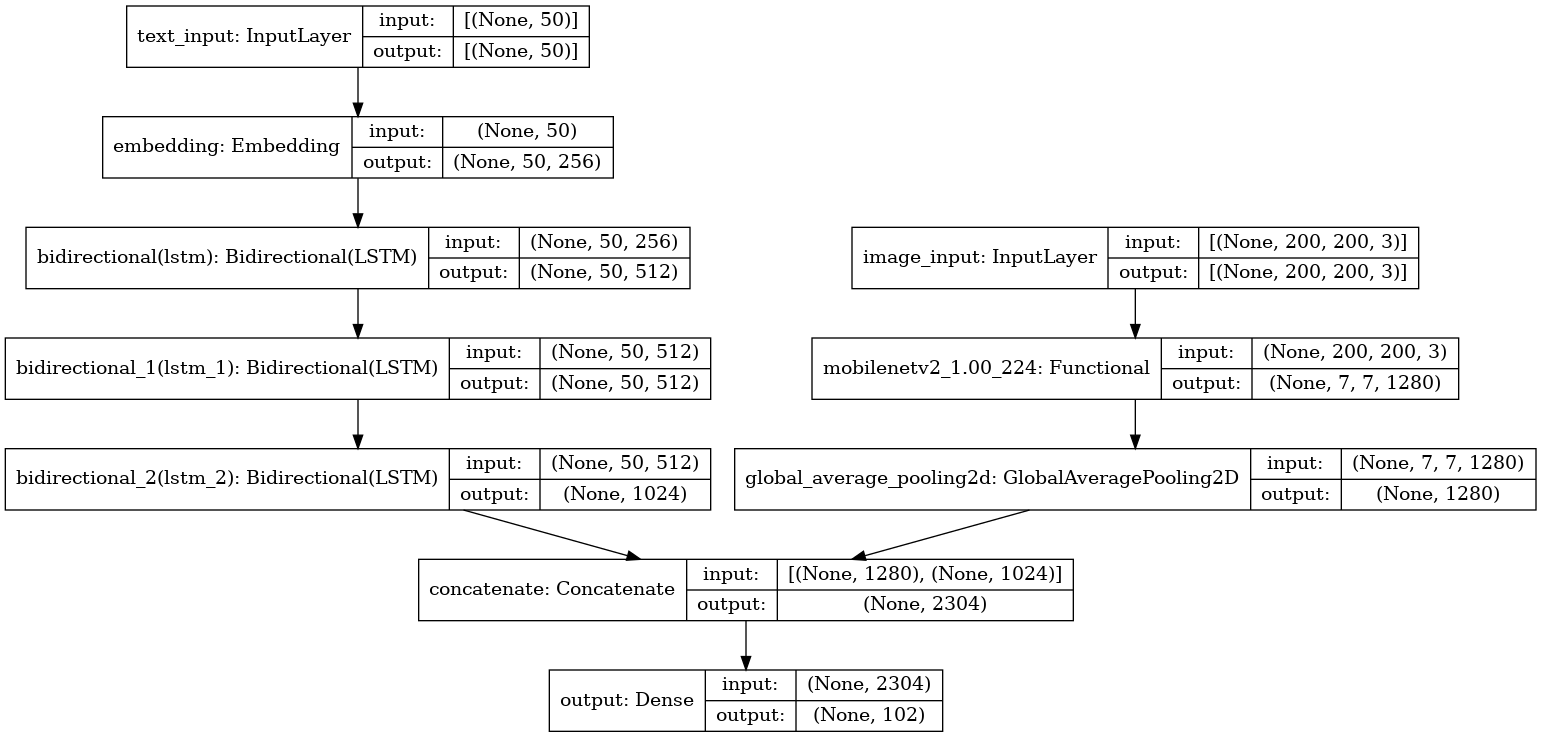 text_input: InputLayer
input:
[(None, 50)]
output:
[(None, 50)]
embedding: Embedding
input:
(None, 50)
output:
(None, 50, 256)
bidirectional(lstm): Bidirectional(LSTM)
input:
(None, 50, 256)
output:
(None, 50, 512)
image_input: InputLayer
input:
[(None, 200, 200, 3)]
output:
[(None, 200, 200, 3)]
bidirectional_1(lstm_1): Bidirectional(LSTM)
input:
(None, 50, 512)
output:
(None, 50, 512)
mobilenetv2_1.00_224: Functional
input:
(None, 200, 200, 3)
output:
(None, 7, 7, 1280)
bidirectional_2(lstm_2): Bidirectional(LSTM)
input:
(None, 50, 512)
output:
(None, 1024)
global_average_pooling2d: GlobalAveragePooling2D
input:
(None, 7, 7, 1280)
output:
(None, 1280)
concatenate: Concatenate
input:
[(None, 1280), (None, 1024)]
output:
(None, 2304)
output: Dense
input:
(None, 2304)
output:
(None, 102)